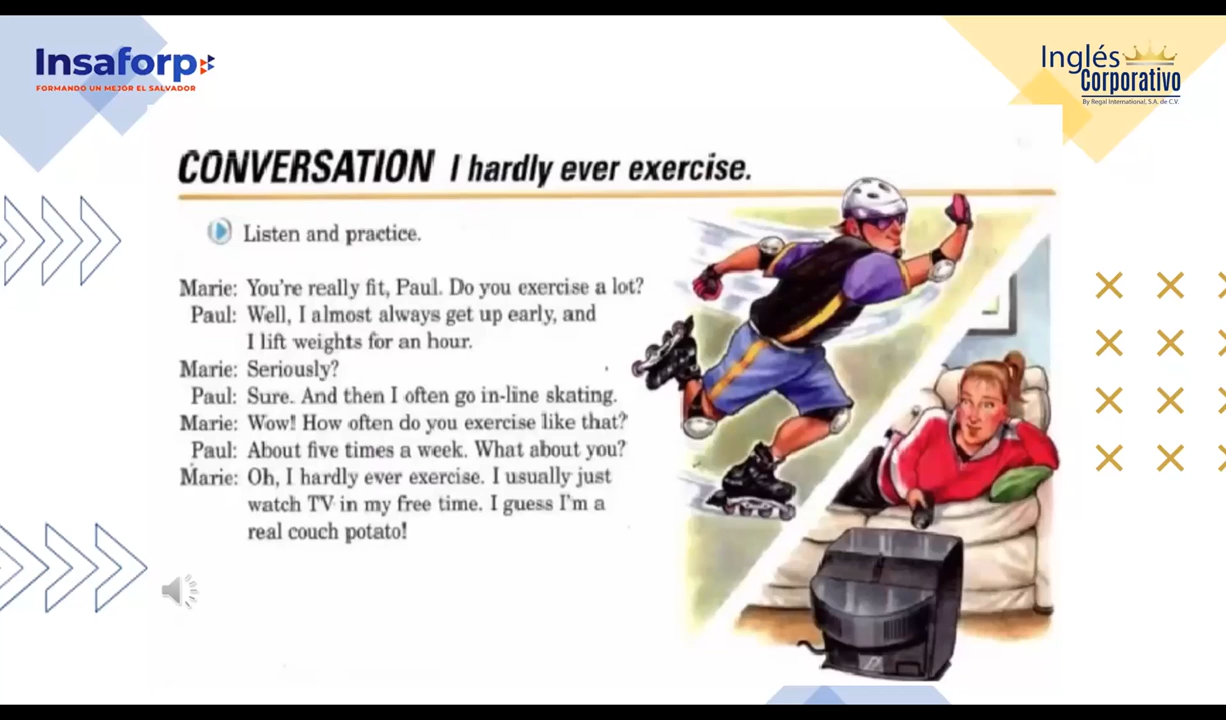 Insaforp
FORMANDO UN MEJOR EL SALVADOR
Inglés
Corporativo
By Regal International, S.A. de C.V.
CONVERSATION I hardly ever exercise.
Listen and practice.
Marie: You're really fit, Paul. Do you exercise a lot?
Paul: Well, I almost always get up early, and
I lift weights for an hour.
Marie: Seriously?
Paul: Sure. And then I often go in-line skating.
Marie: Wow! How often do you exercise like that?
Paul: About five times a week. What about you?
Marie: Oh, I hardly ever exercise. I usually just
watch TV in my free time. I guess I'm a
real couch potato!